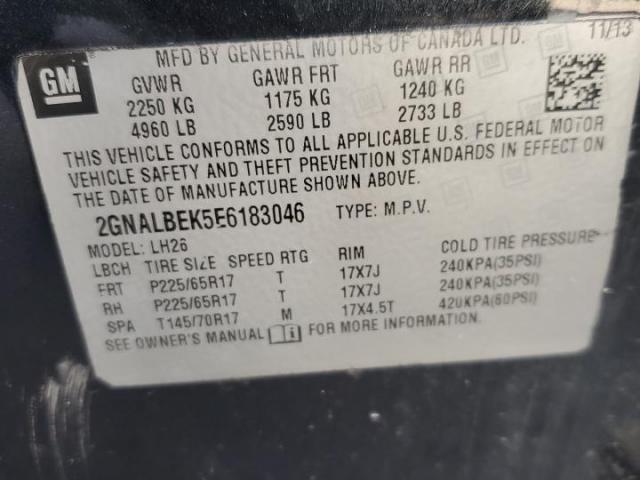 GM
MFD BY GENERAL MOTORS OF CANADA LTD. 11/13
GVWR GAWR FRT GAWR RR
2250 KG 1175 KG 1240 KG
4960 LB 2590 LB 2733 LB
THIS VEHICLE CONFORMS TO ALL APPLICABLE U.S. FEDERAL MOTOR
VEHICLE SAFETY AND THEFT PREVENTION STANDARDS IN EFFECT ON
THE DATE OF MANUFACTURE SHOWN ABOVE.
2GNALBEK5E6183046 TYPE: M.P.V.
MODEL: LH26
LBCH TIRE SIZE SPEED RTG RIM COLD TIRE PRESSURE
FRT P225/65R17 T 17X7J 240KPA(35PSI)
RH P225/65R17 T 17X7J 240KPA(35PSI)
SPA T145/70R17 M 17X4.5T 420KPA(60PSI)
SEE OWNER'S MANUAL FOR MORE INFORMATION.